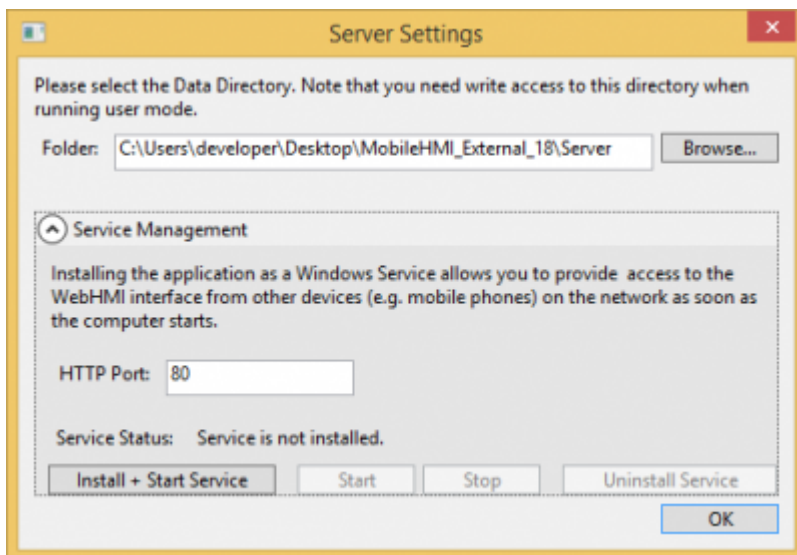 Server Settings
Please select the Data Directory. Note that you need write access to this directory when
running user mode.
Folder: C:\Users\developer\Desktop\MobileHMI_External_18\Server Browse...
Service Management
Installing the application as a Windows Service allows you to provide access to the
WebHMI interface from other devices (e.g. mobile phones) on the network as soon as
the computer starts.
HTTP Port: 80
Service Status: Service is not installed.
Install + Start Service Start Stop Uninstall Service
OK